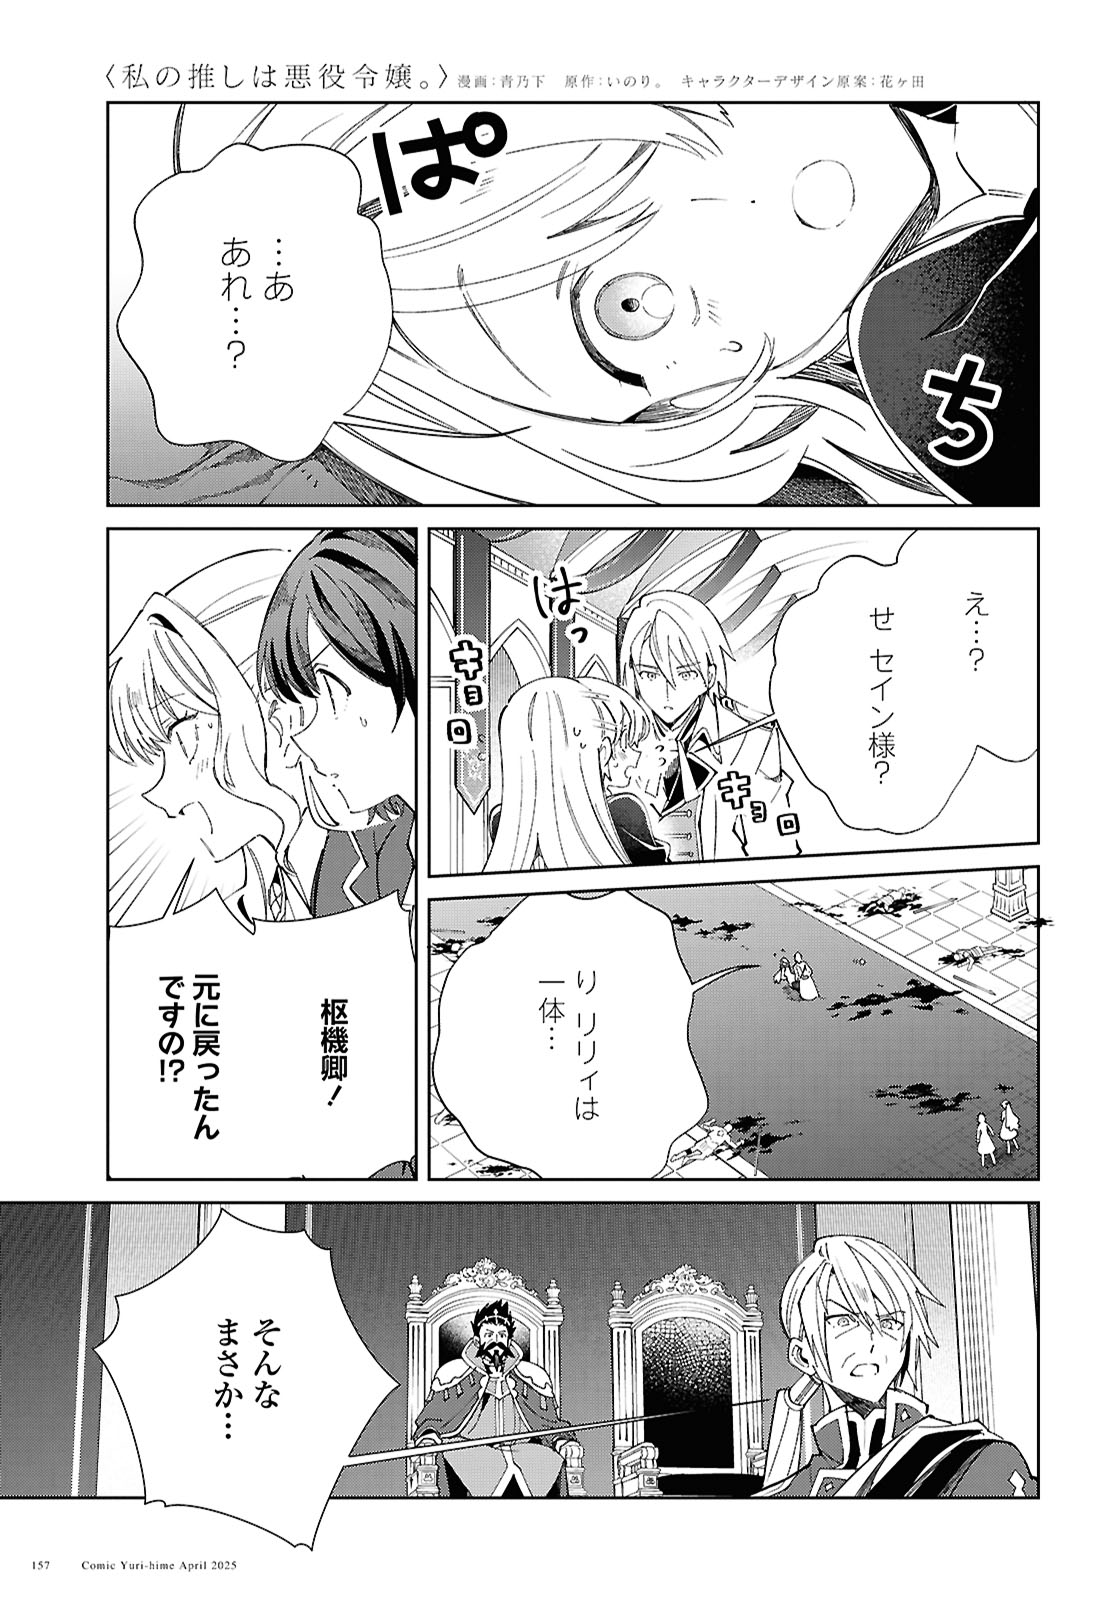 〈私の推しは悪役令嬢。〉漫画:青乃下　原作:いのり。　キャラクターデザイン原案:花ヶ田
ぱ
ち
…あ
あれ…?
え…?
せ セイン様?
はっ
キョロ
キョロ
り リリィは
一体…
枢機卿!
元に戻ったん
ですの!?
そんな
まさか…
157　Comic Yuri-hime April 2025